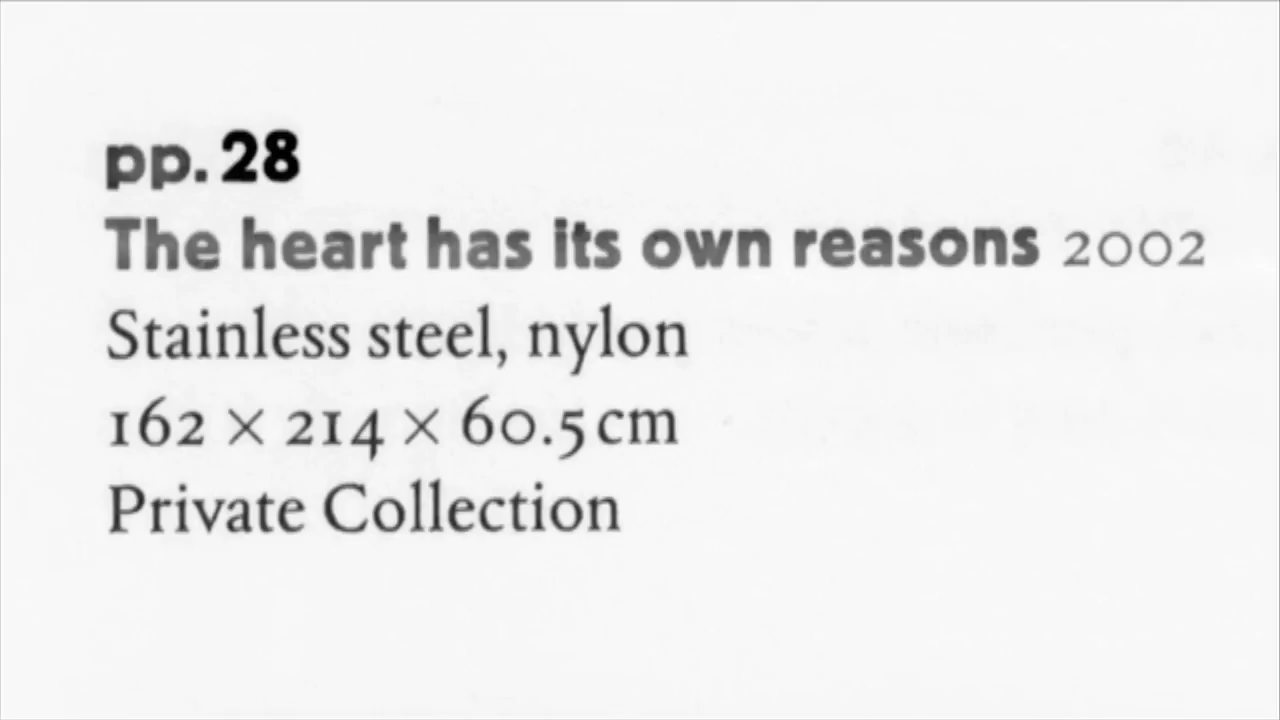 pp. 28
The heart has its own reasons 2002
Stainless steel, nylon
162 × 214 × 60.5 cm
Private Collection